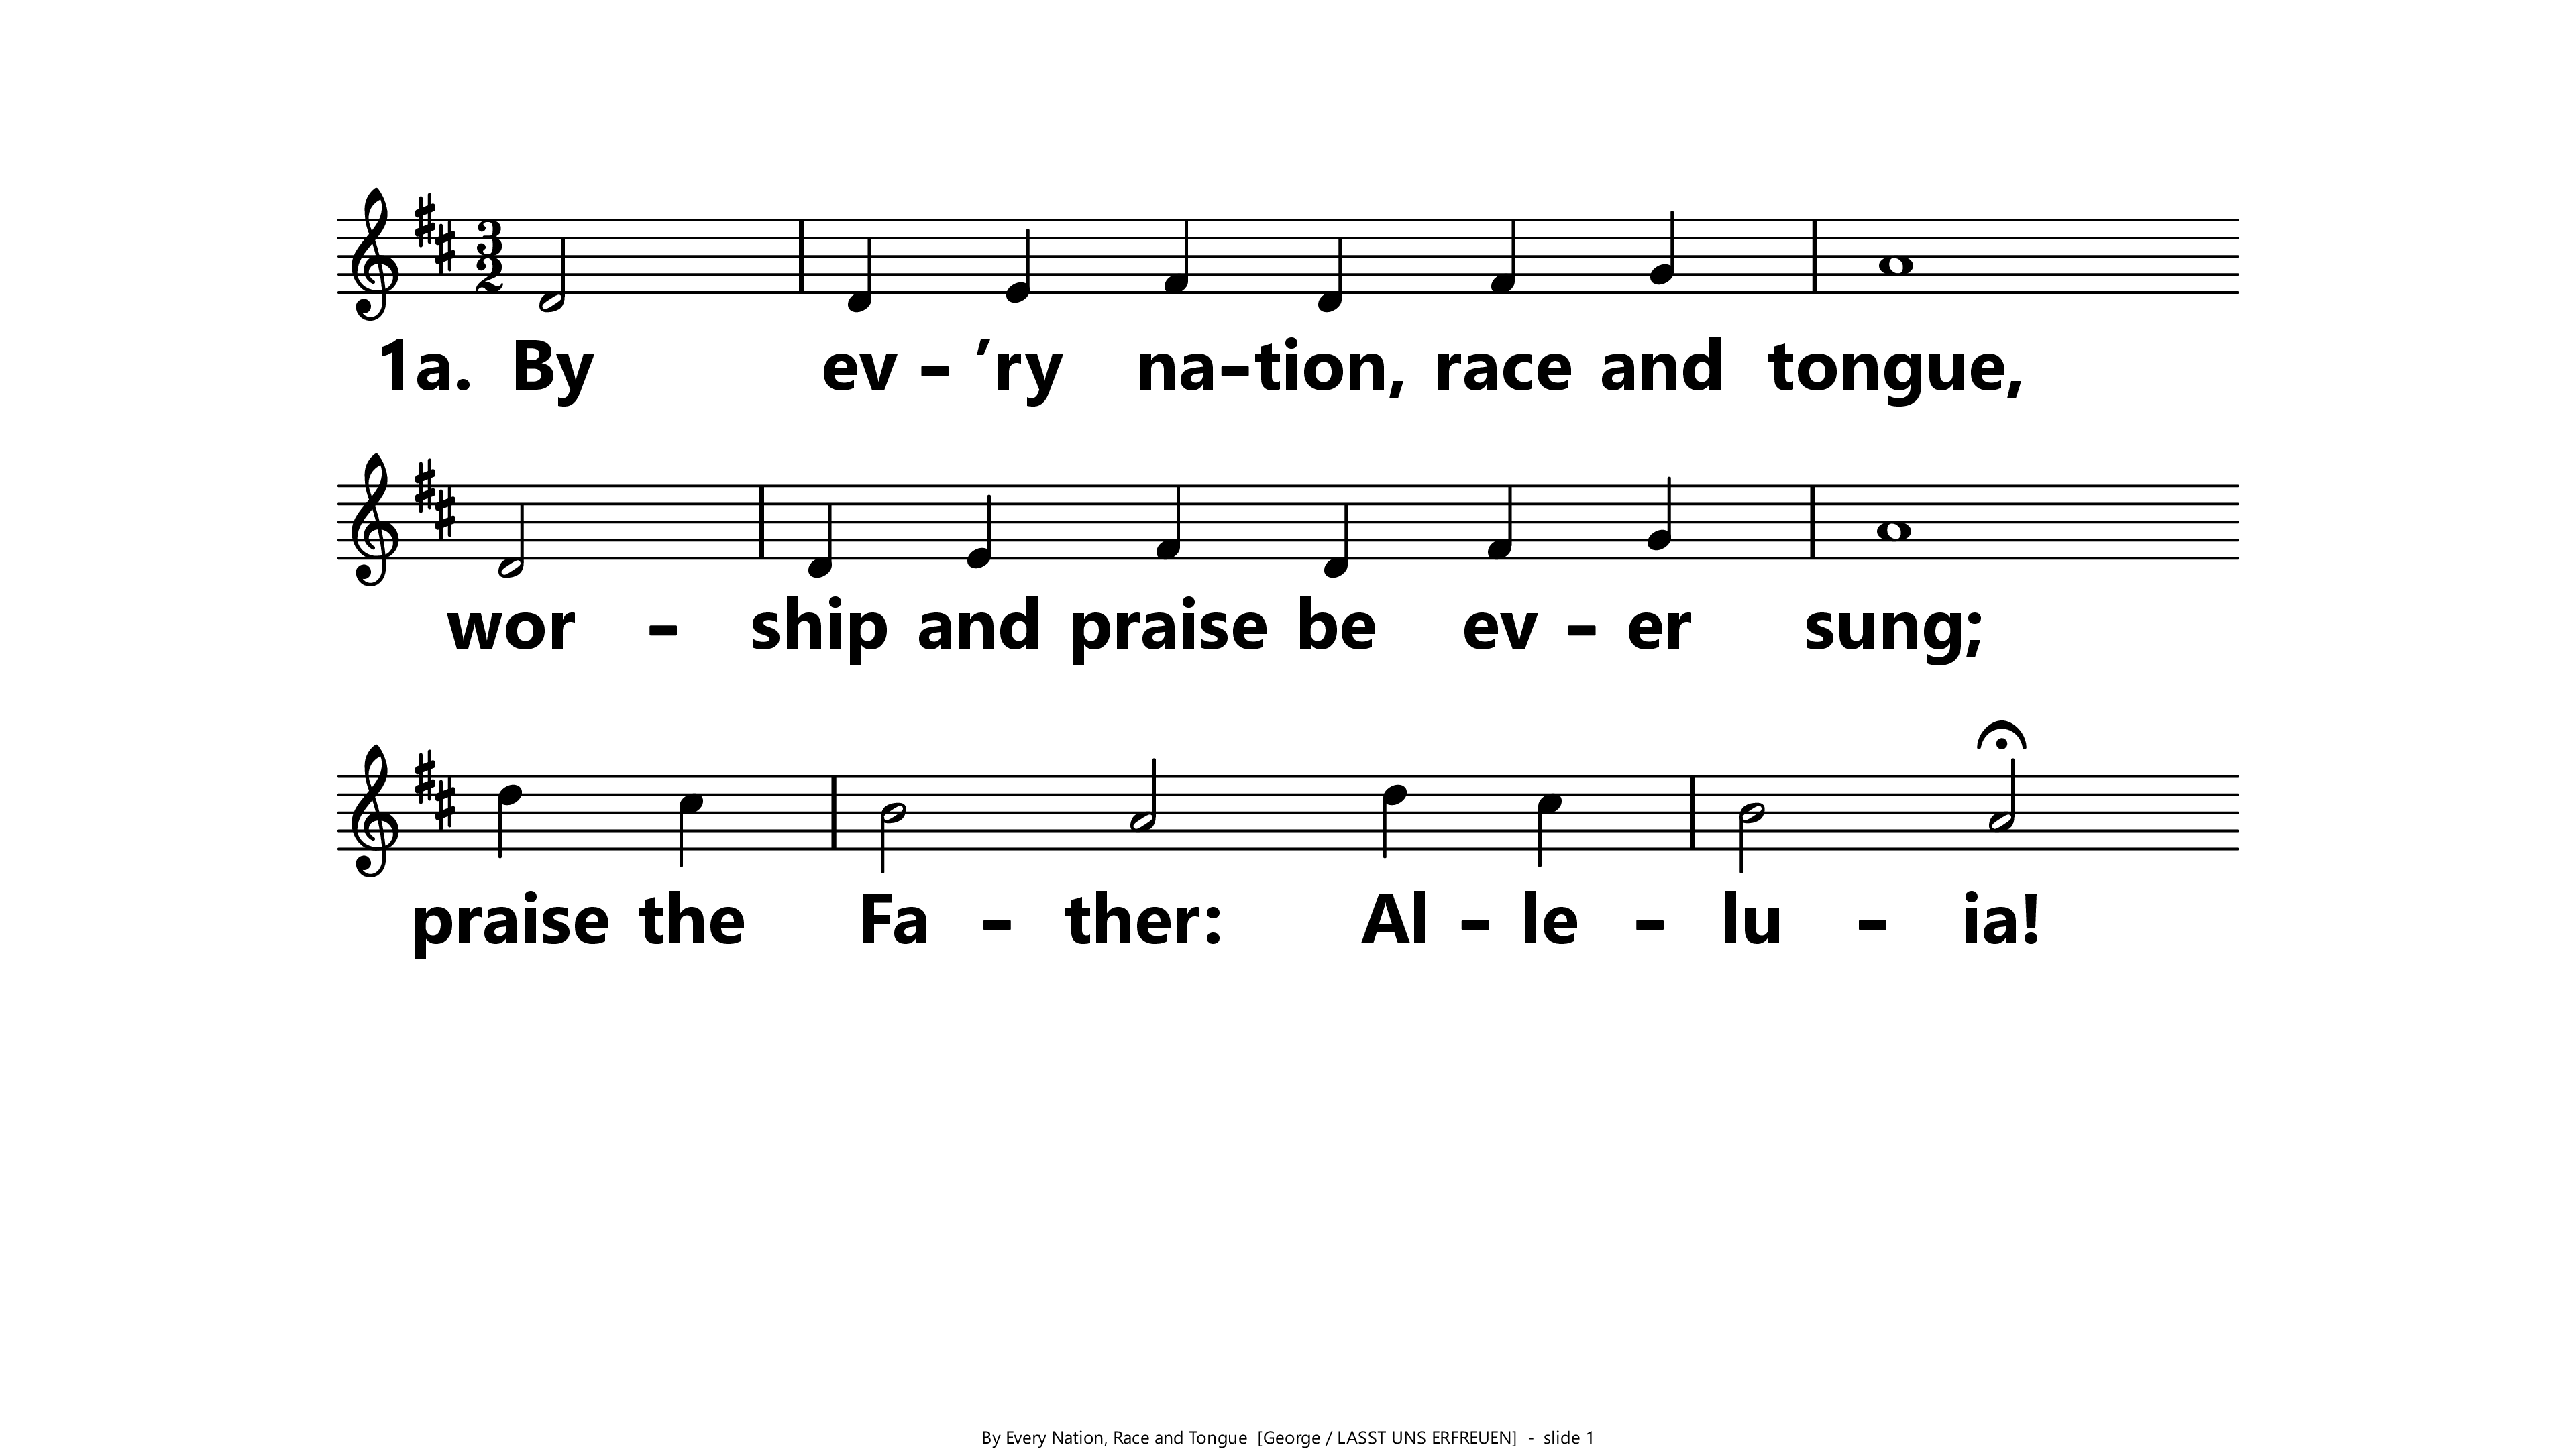 1a. By ev - ’ry na-tion, race and tongue,
wor - ship and praise be ev - er sung;
praise the Fa - ther: Al - le - lu - ia!
By Every Nation, Race and Tongue [George / LASST UNS ERFREUEN] - slide 1